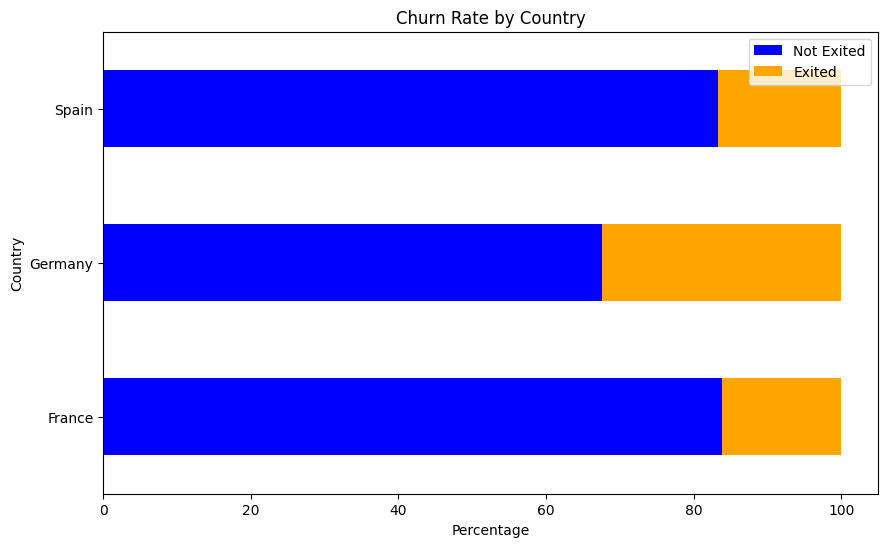 Churn Rate by Country
Not Exited
Exited
Spain
Germany
France
Country
0 20 40 60 80 100
Percentage